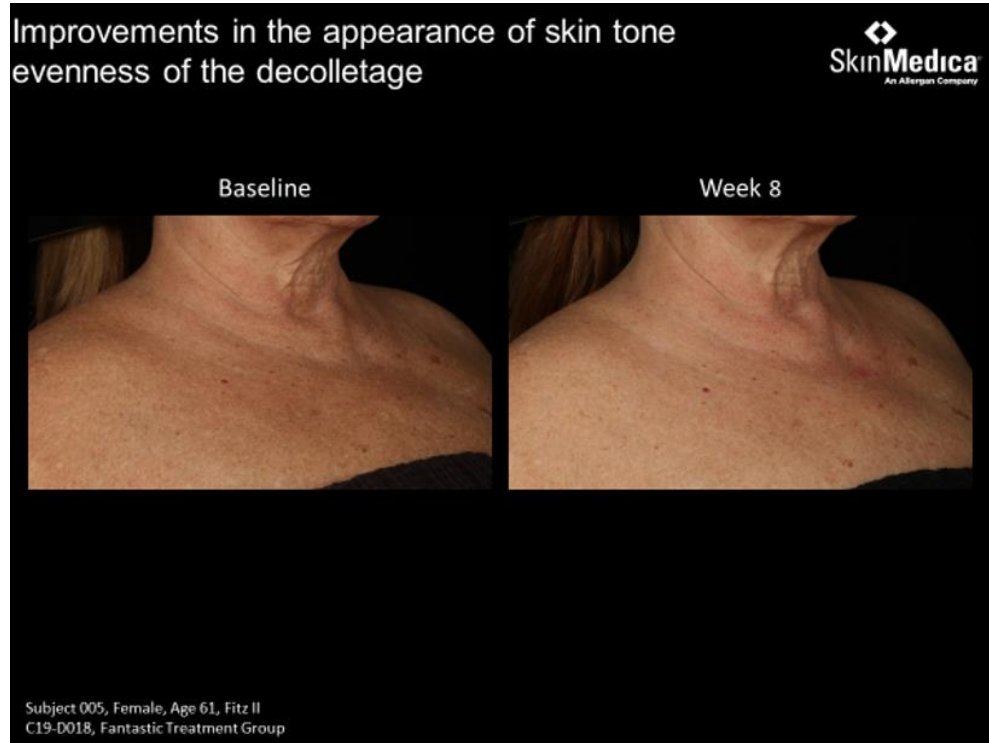 Improvements in the appearance of skin tone
evenness of the decolletage
SkinMedica
An Allergan Company
Baseline
Week 8
Subject 005, Female, Age 61, Fitz II
C19-D018, Fantastic Treatment Group